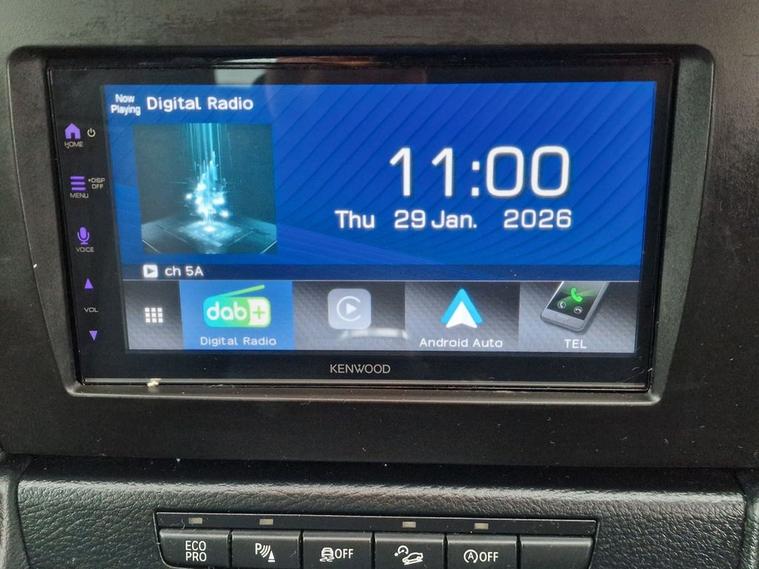 Now
Playing
Digital Radio
HOME
11:00
Thu 29 Jan. 2026
•DISP
OFF
MENU
VOICE
ch 5A
VOL
dab+
Digital Radio
Android Auto
TEL
KENWOOD
ECO
PRO
P
OFF
A OFF